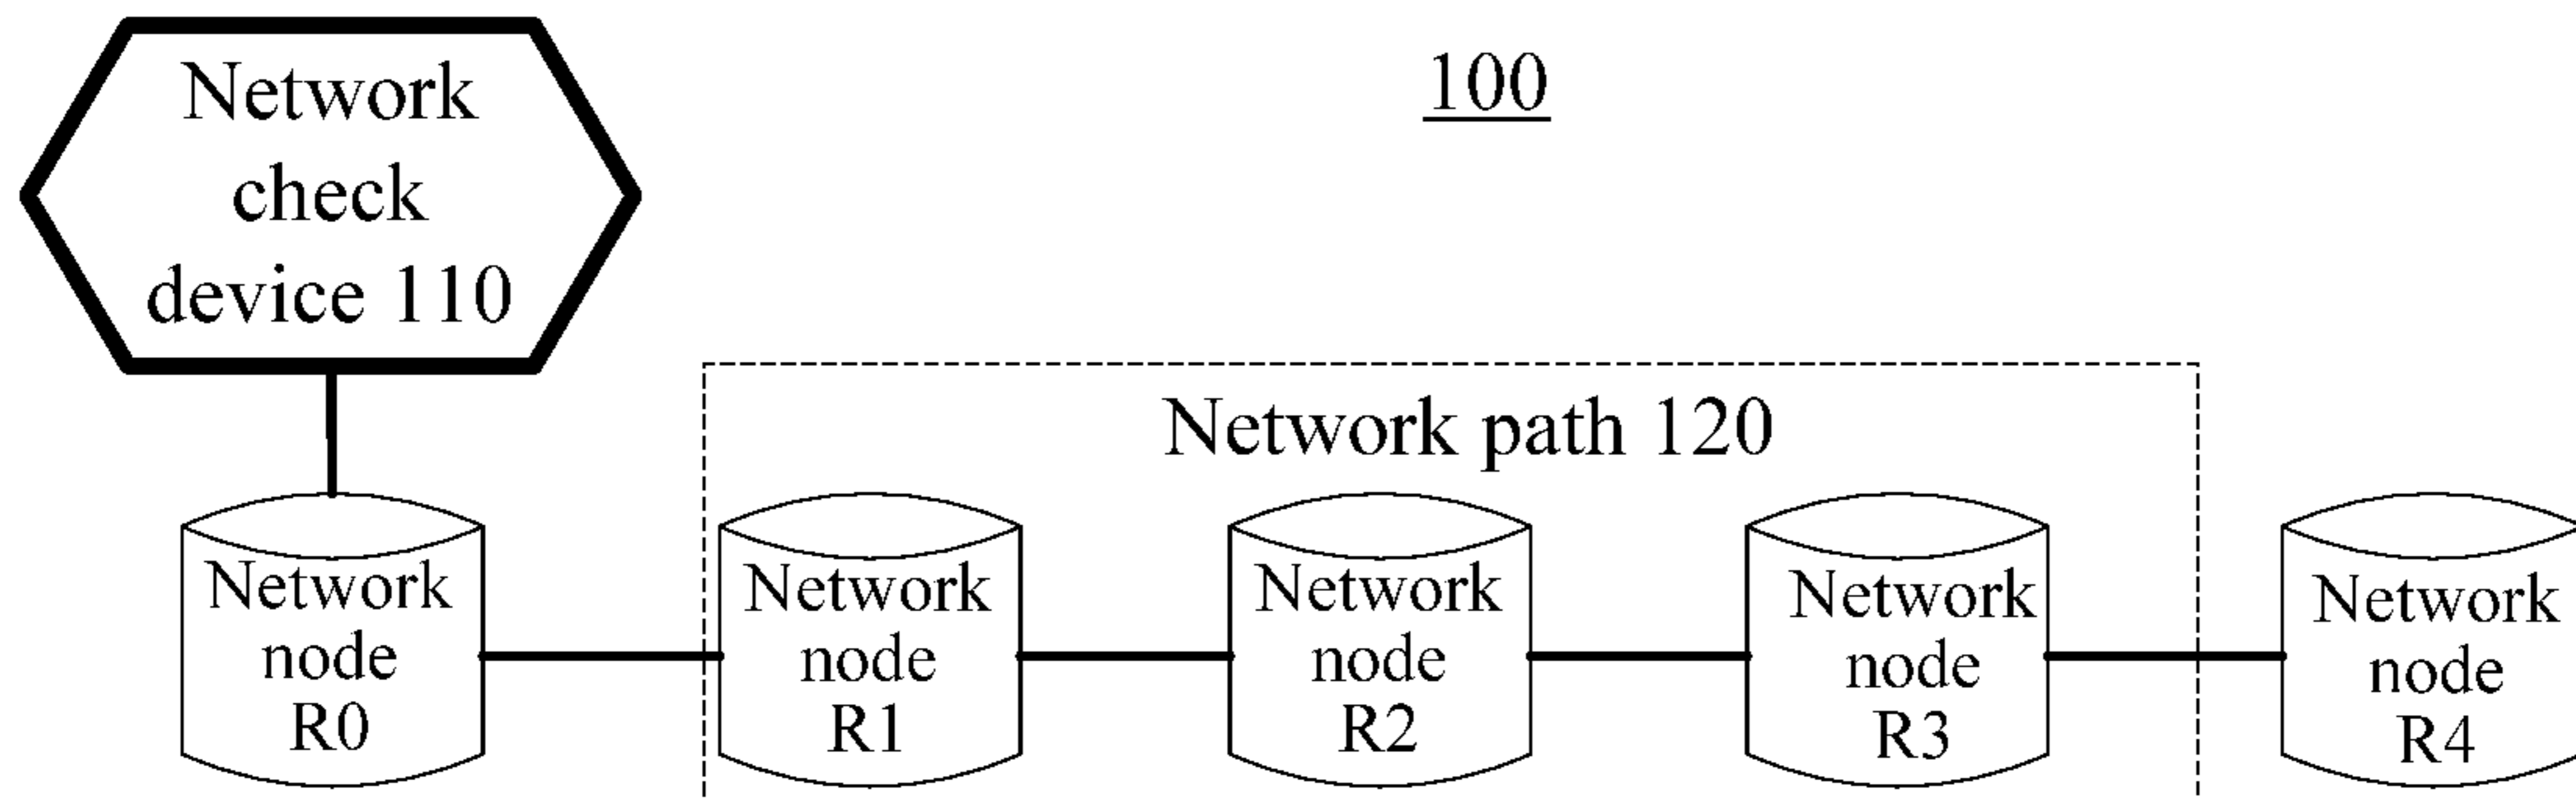 Network
check
device 110
100
Network path 120
Network
node
R0
Network
node
R1
Network
node
R2
Network
node
R3
Network
node
R4